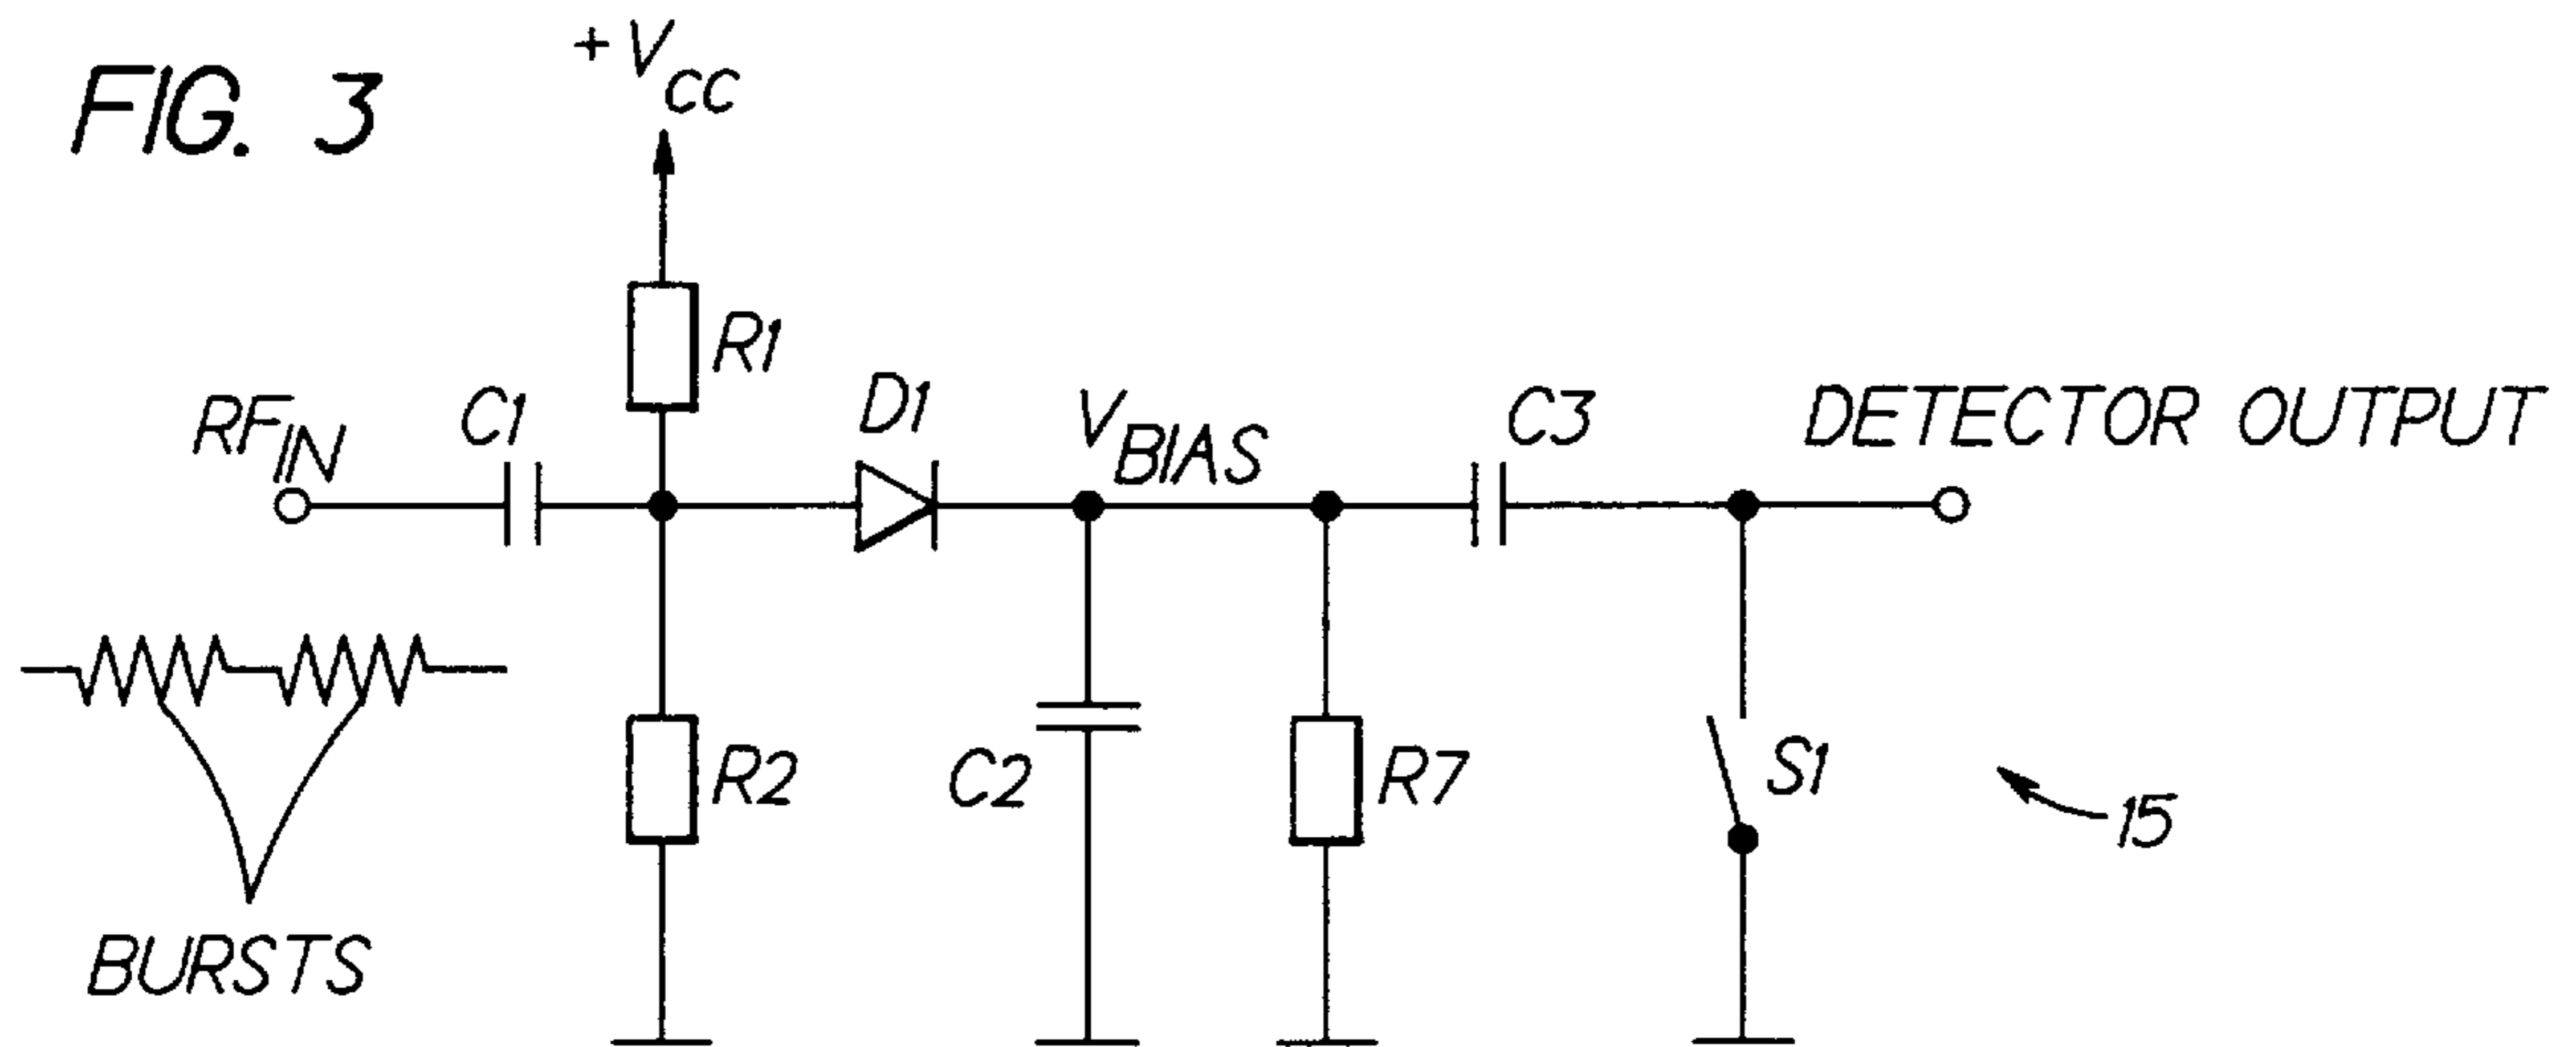 FIG. 3
+VCC
R1
RFIN
C1
D1
VBIAS
C3
DETECTOR OUTPUT
R2
C2
R7
S1
15
BURSTS